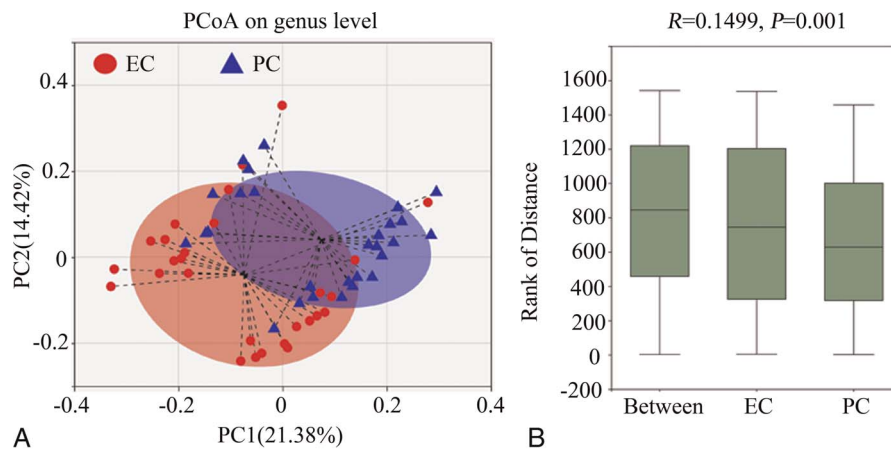 PCoA on genus level
EC
PC
0.4
0.2
0
-0.2
PC2(14.42%)
-0.4
-0.2
0
0.2
0.4
PC1(21.38%)
A
R=0.1499, P=0.001
1600
1400
1200
1000
800
600
400
200
0
-200
Rank of Distance
Between
EC
PC
B